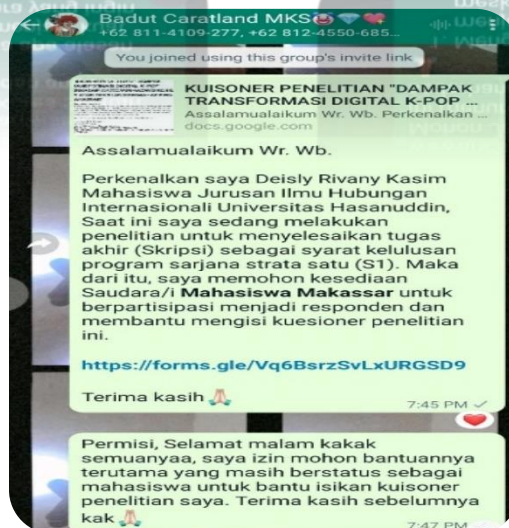 Badut Caratland MKS🤡💎💖
+62 811-4109-277, +62 812-4550-685...
You joined using this group's invite link
KUISONER PENELITIAN "DAMPAK
TRANSFORMASI DIGITAL K-POP ...
Assalamualaikum Wr. Wb. Perkenalkan ...
docs.google.com
Assalamualaikum Wr. Wb.
Perkenalkan saya Deisly Rivany Kasim
Mahasiswa Jurusan Ilmu Hubungan
Internasionali Universitas Hasanuddin,
Saat ini saya sedang melakukan
penelitian untuk menyelesaikan tugas
akhir (Skripsi) sebagai syarat kelulusan
program sarjana strata satu (S1). Maka
dari itu, saya memohon kesediaan
Saudara/i Mahasiswa Makassar untuk
berpartisipasi menjadi responden dan
membantu mengisi kuesioner penelitian
ini.
https://forms.gle/Vq6BsrzSvLxURGSD9
Terima kasih 🙏🏻
7:45 PM ✓
❤️
Permisi, Selamat malam kakak
semuanyaa, saya izin mohon bantuannya
terutama yang masih berstatus sebagai
mahasiswa untuk bantu isikan kuisoner
penelitian saya. Terima kasih sebelumnya
kak 🙏🏻
7:47 PM